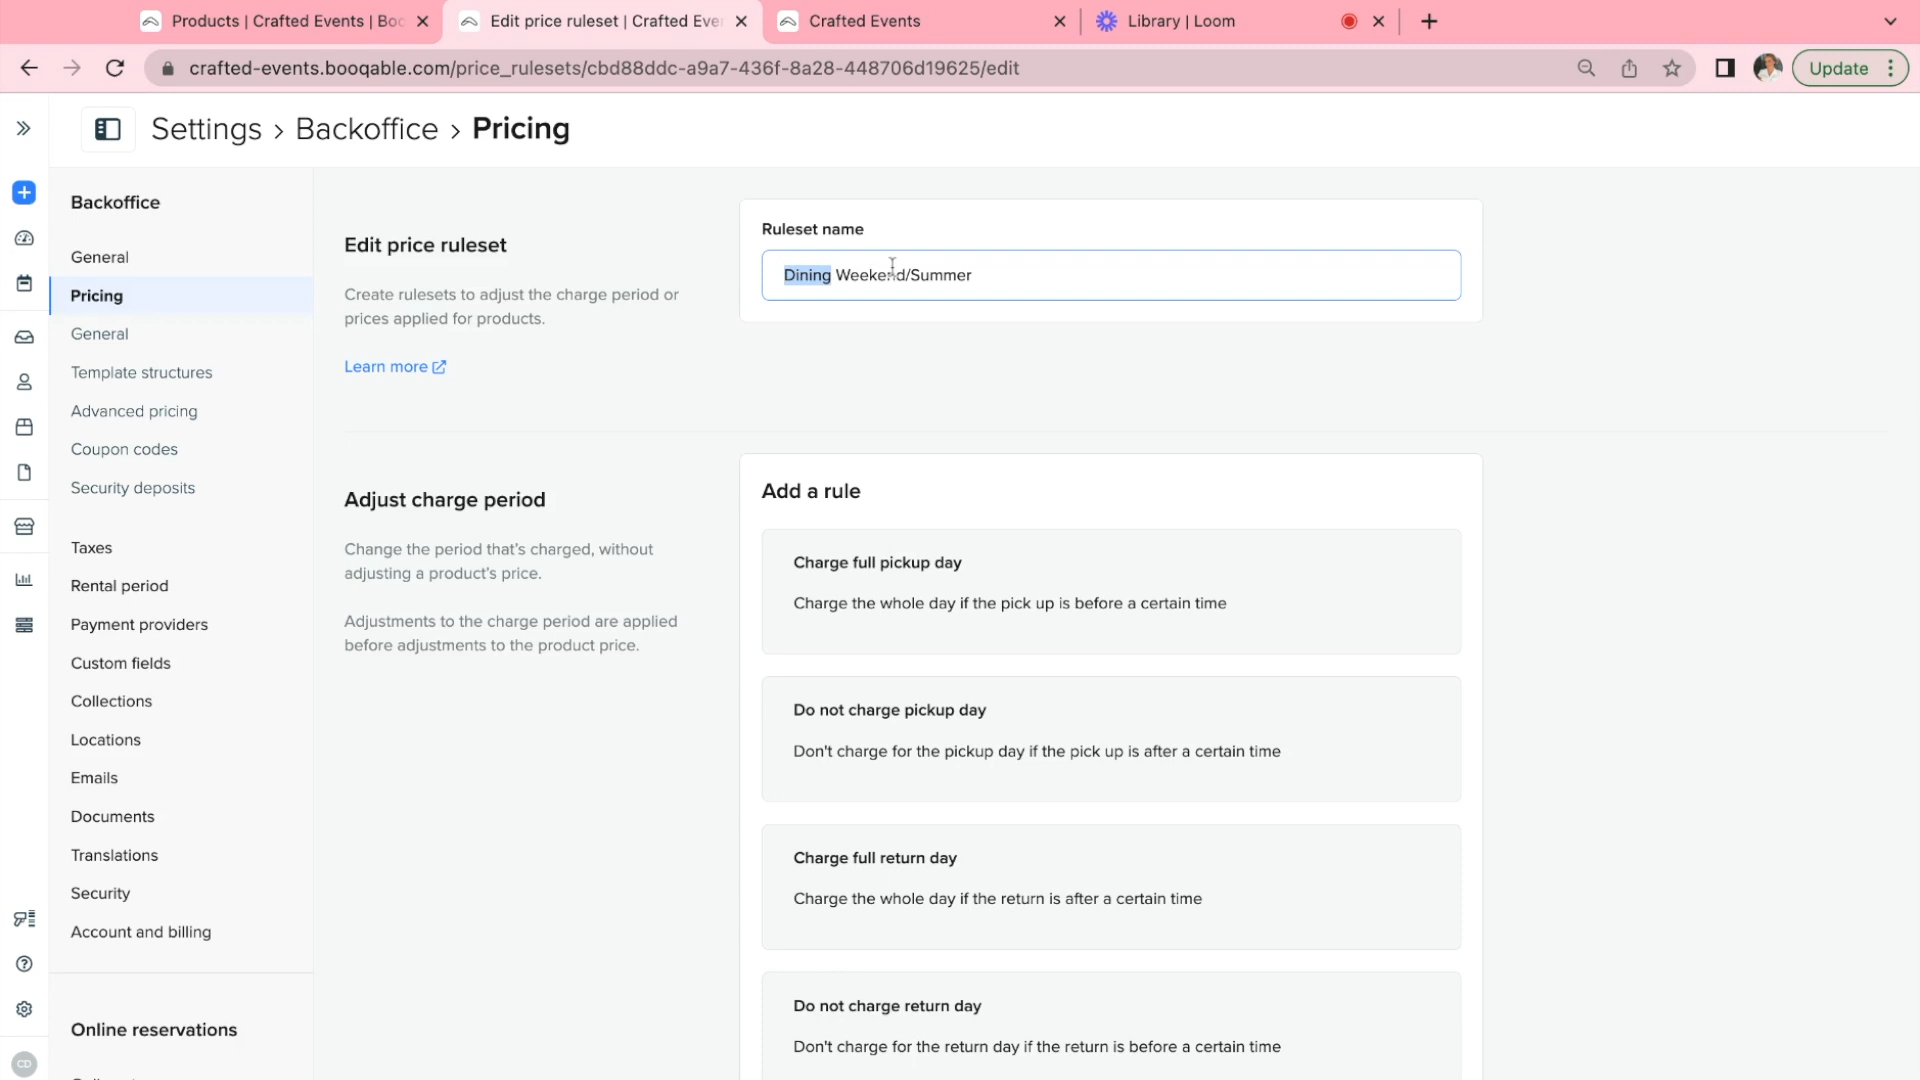 Products | Crafted Events | Boo
Edit price ruleset | Crafted Eve
Crafted Events
Library | Loom
crafted-events.booqable.com/price_rulesets/cbd88ddc-a9a7-436f-8a28-448706d19625/edit
Update
Settings › Backoffice › Pricing
Backoffice
General
Pricing
General
Template structures
Advanced pricing
Coupon codes
Security deposits
Taxes
Rental period
Payment providers
Custom fields
Collections
Locations
Emails
Documents
Translations
Security
Account and billing
Online reservations
Edit price ruleset
Create rulesets to adjust the charge period or
prices applied for products.
Learn more
Ruleset name
Dining Weekend/Summer
Adjust charge period
Change the period that's charged, without
adjusting a product's price.
Adjustments to the charge period are applied
before adjustments to the product price.
Add a rule
Charge full pickup day
Charge the whole day if the pick up is before a certain time
Do not charge pickup day
Don't charge for the pickup day if the pick up is after a certain time
Charge full return day
Charge the whole day if the return is after a certain time
Do not charge return day
Don't charge for the return day if the return is before a certain time